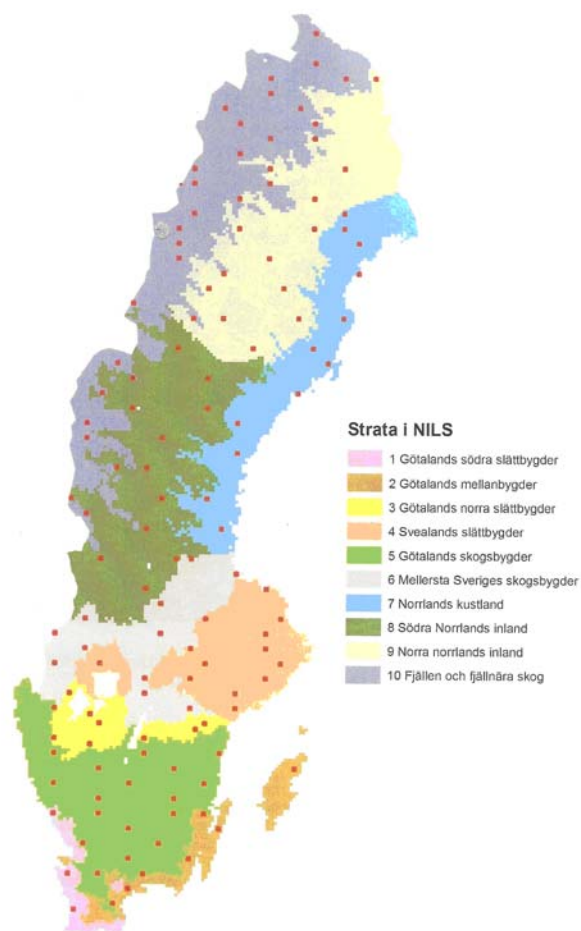 Strata i NILS
1 Götalands södra slättbygder
2 Götalands mellanbygder
3 Götalands norra slättbygder
4 Svealands slättbygder
5 Götalands skogsbygder
6 Mellersta Sveriges skogsbygder
7 Norrlands kustland
8 Södra Norrlands inland
9 Norra norrlands inland
10 Fjällen och fjällnära skog